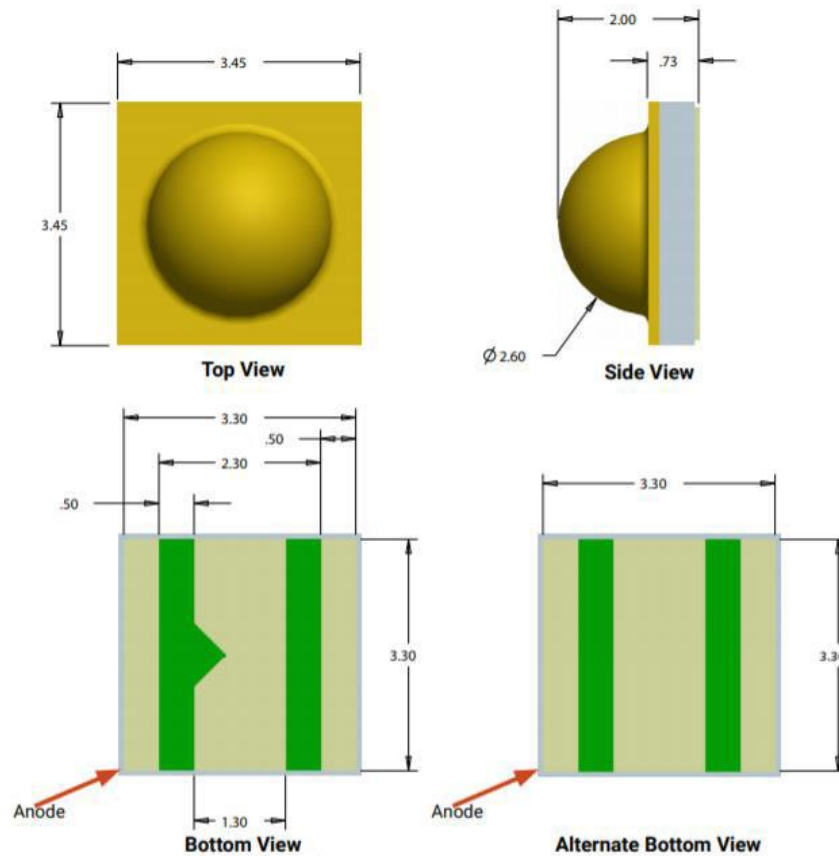 3.45
3.45
Top View
2.00
.73
Ø 2.60
Side View
3.30
.50
2.30
.50
3.30
Anode
1.30
Bottom View
3.30
Anode
Alternate Bottom View